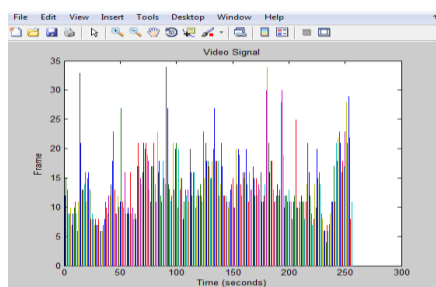 File Edit View Insert Tools Desktop Window Help
Video Signal
35
30
25
20
15
10
5
0
Frame
0 50 100 150 200 250 300
Time (seconds)